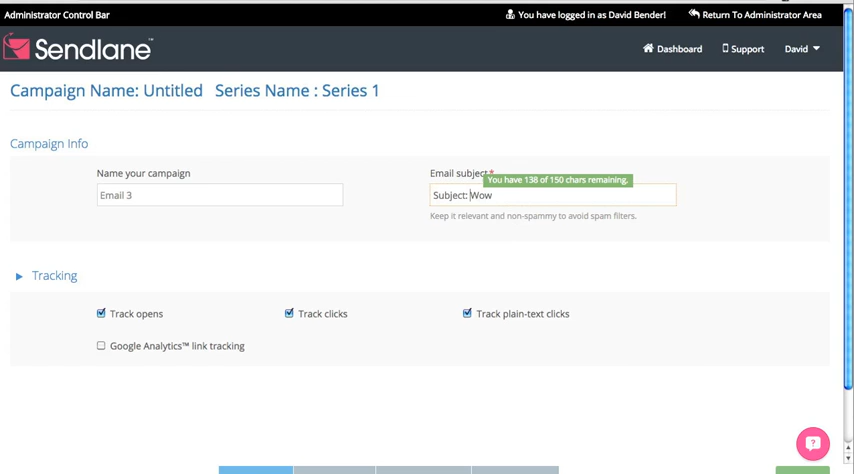 Administrator Control Bar
You have logged in as David Bender!
Return To Administrator Area
Sendlane™
Dashboard
Support
David
Campaign Name: Untitled Series Name : Series 1
Campaign Info
Name your campaign
Email subject*
You have 138 of 150 chars remaining.
Email 3
Subject: Wow
Keep it relevant and non-spammy to avoid spam filters.
Tracking
Track opens
Track clicks
Track plain-text clicks
Google Analytics™ link tracking
?